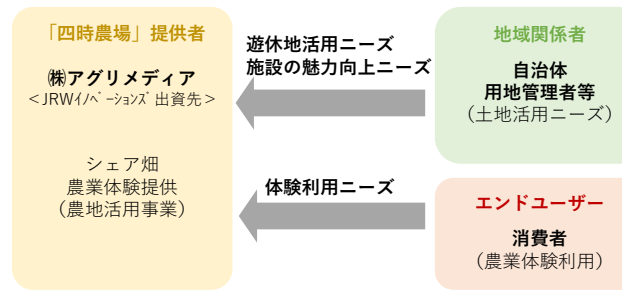 「四時農場」提供者
㈱アグリメディア
＜JRWｲﾉﾍﾞｰｼｮﾝｽﾞ出資先＞
シェア畑
農業体験提供
（農地活用事業）
遊休地活用ニーズ
施設の魅力向上ニーズ
体験利用ニーズ
地域関係者
自治体
用地管理者等
（土地活用ニーズ）
エンドユーザー
消費者
（農業体験利用）